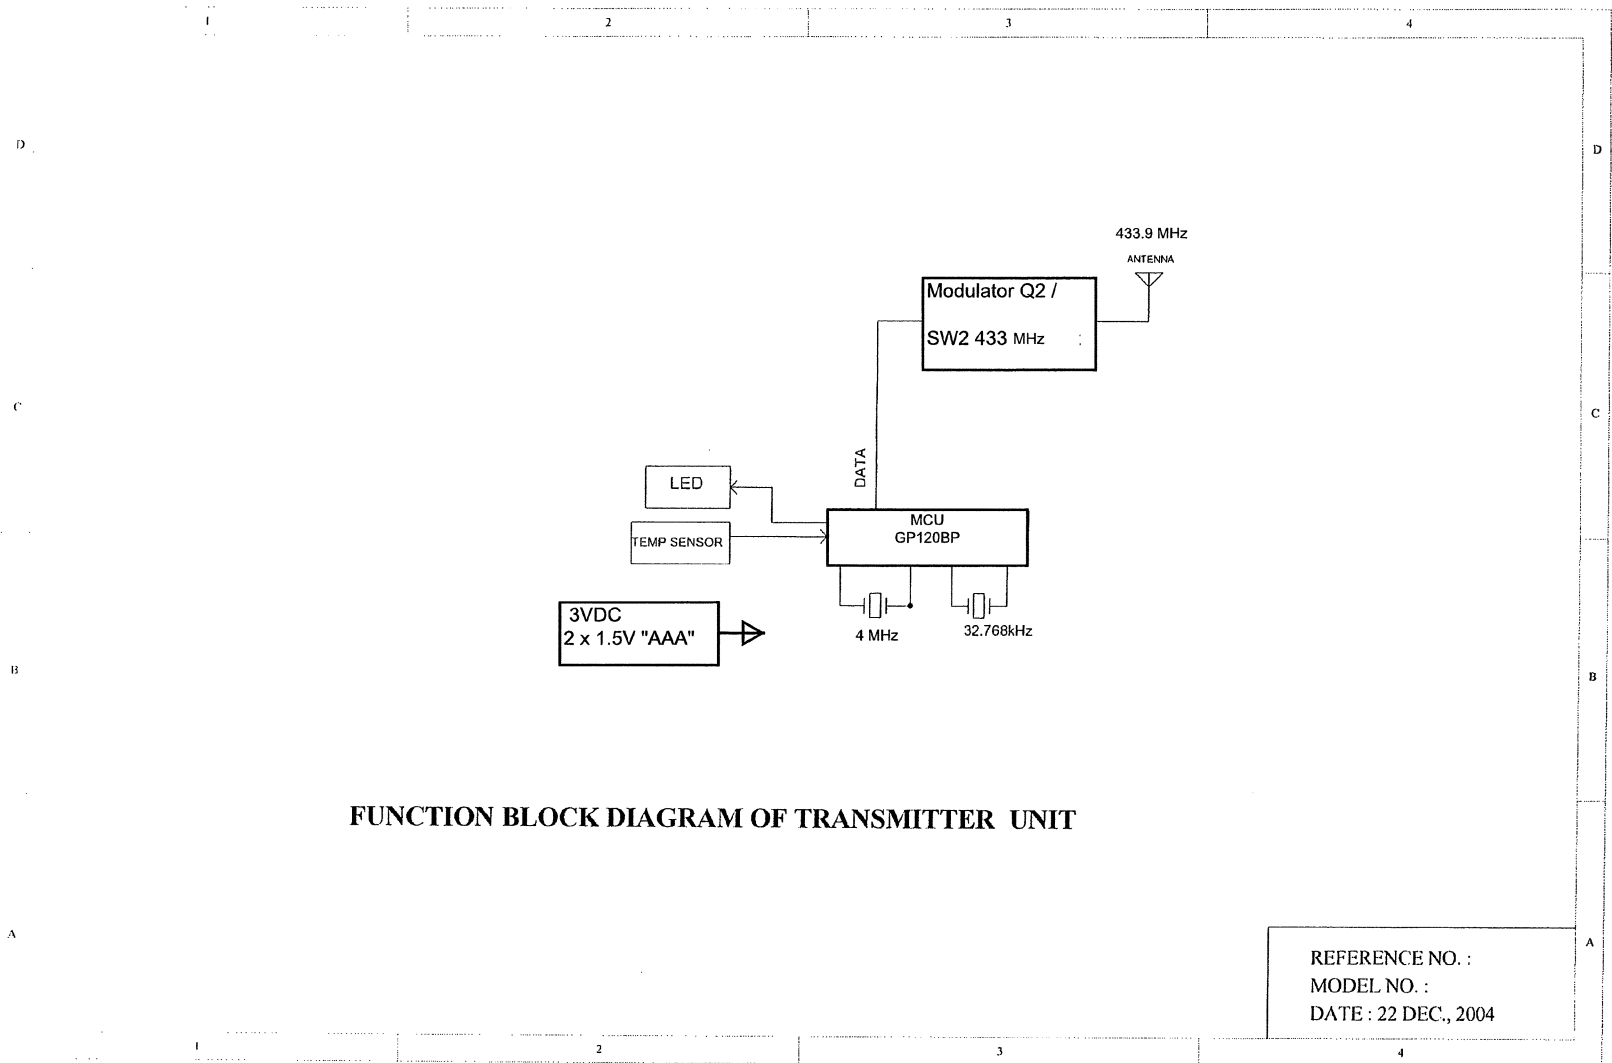 1 2 3 4
D D
433.9 MHz
ANTENNA
Modulator Q2 /
SW2 433 MHz
C C
DATA
LED
TEMP SENSOR
MCU
GP120BP
3VDC
2 x 1.5V "AAA"
4 MHz
32.768kHz
B B
FUNCTION BLOCK DIAGRAM OF TRANSMITTER UNIT
A A
REFERENCE NO. :
MODEL NO. :
DATE : 22 DEC., 2004
1 2 3 4